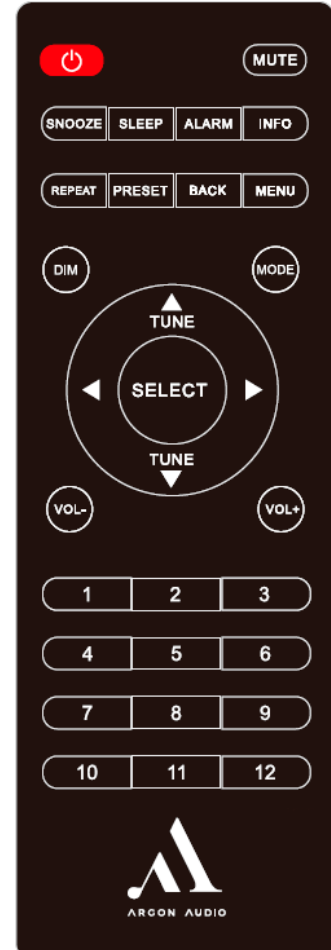 MUTE
SNOOZE SLEEP ALARM INFO
REPEAT PRESET BACK MENU
DIM MODE
TUNE
SELECT
TUNE
VOL- VOL+
1 2 3
4 5 6
7 8 9
10 11 12
ARGON AUDIO